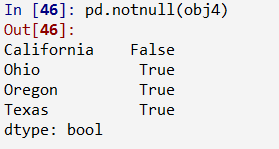 In [46]: pd.notnull(obj4)
Out[46]:
California    False
Ohio           True
Oregon         True
Texas          True
dtype: bool